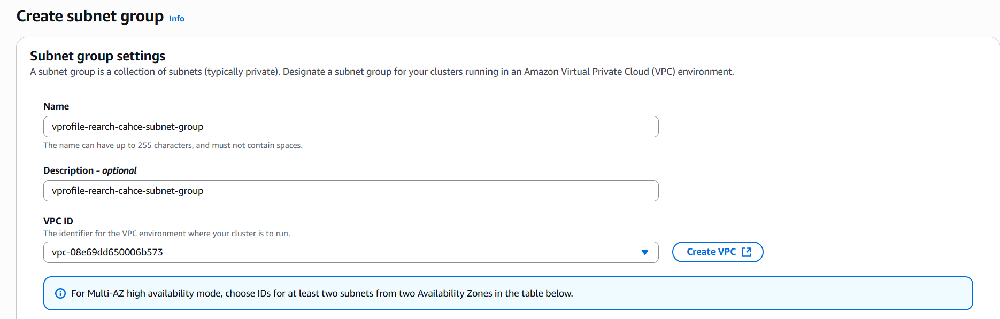 Create subnet group Info
Subnet group settings
A subnet group is a collection of subnets (typically private). Designate a subnet group for your clusters running in an Amazon Virtual Private Cloud (VPC) environment.
Name
vprofile-rearch-cahce-subnet-group
The name can have up to 255 characters, and must not contain spaces.
Description - optional
vprofile-rearch-cahce-subnet-group
VPC ID
The identifier for the VPC environment where your cluster is to run.
vpc-08e69dd650006b573
Create VPC
For Multi-AZ high availability mode, choose IDs for at least two subnets from two Availability Zones in the table below.